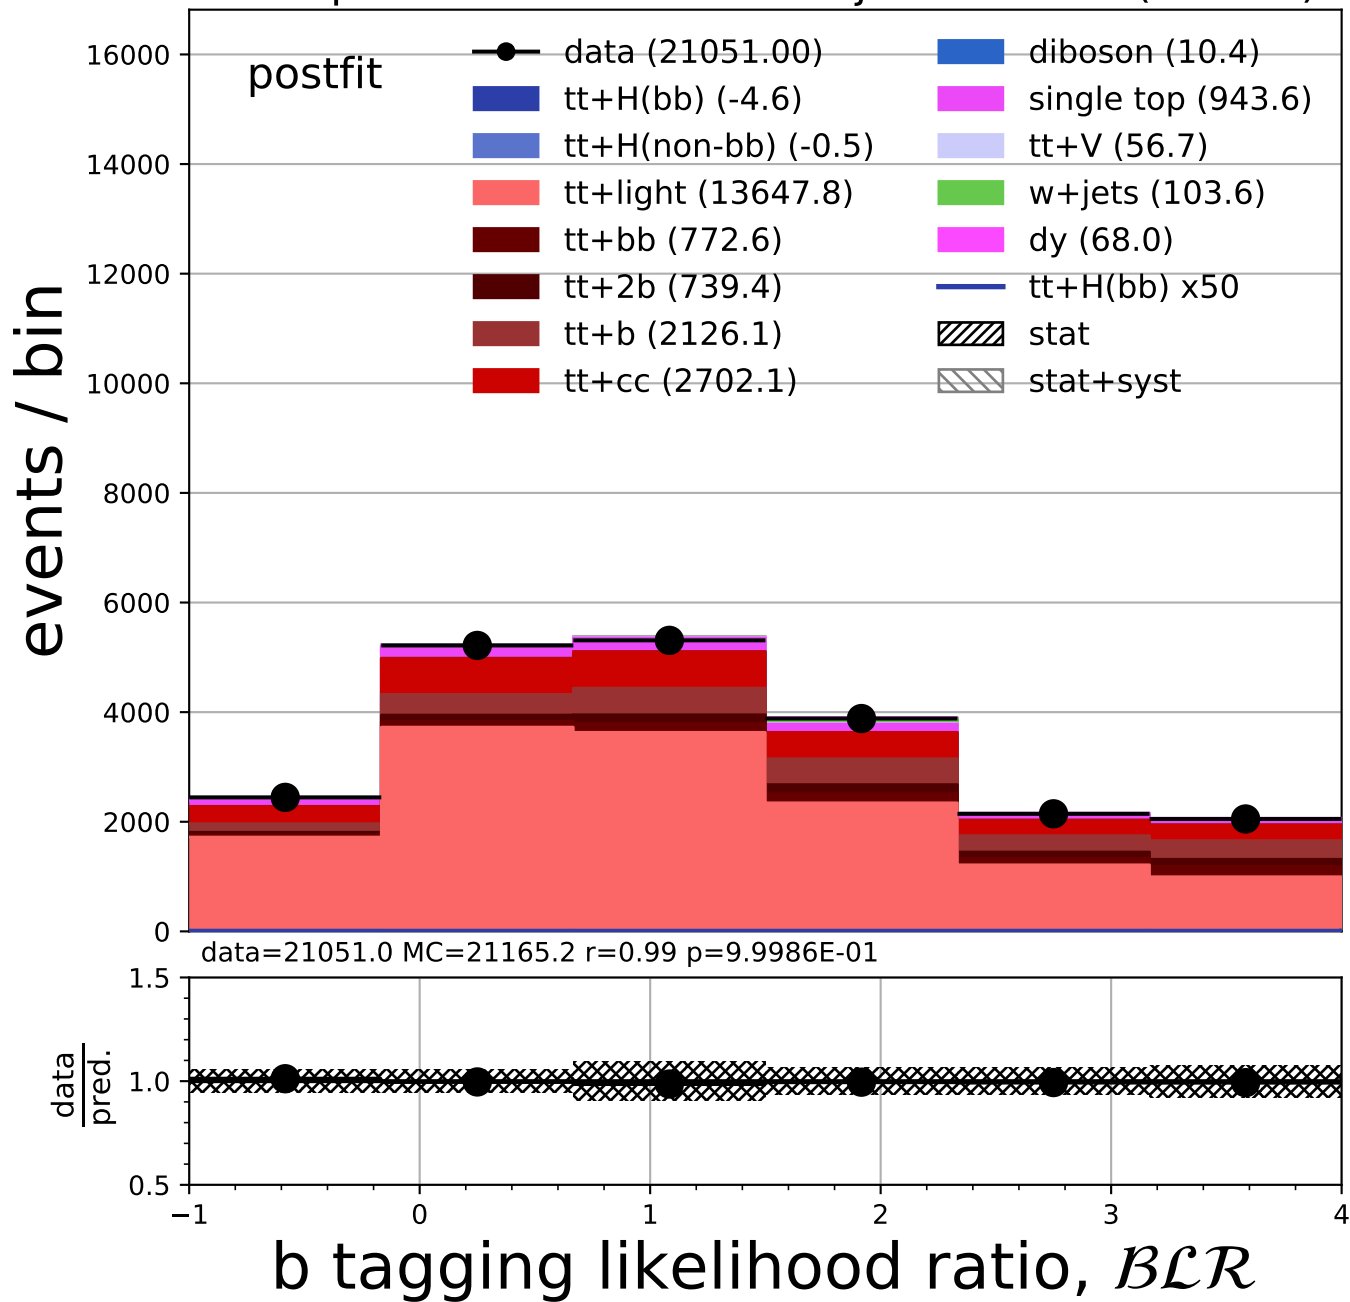 postfit
data (21051.00)
tt+H(bb) (-4.6)
tt+H(non-bb) (-0.5)
tt+light (13647.8)
tt+bb (772.6)
tt+2b (739.4)
tt+b (2126.1)
tt+cc (2702.1)
diboson (10.4)
single top (943.6)
tt+V (56.7)
w+jets (103.6)
dy (68.0)
tt+H(bb) x50
stat
stat+syst
events / bin
16000
14000
12000
10000
8000
6000
4000
2000
0
data=21051.0 MC=21165.2 r=0.99 p=9.9986E-01
data
pred.
1.5
1.0
0.5
−1 0 1 2 3 4
b tagging likelihood ratio, ℬℒℛ